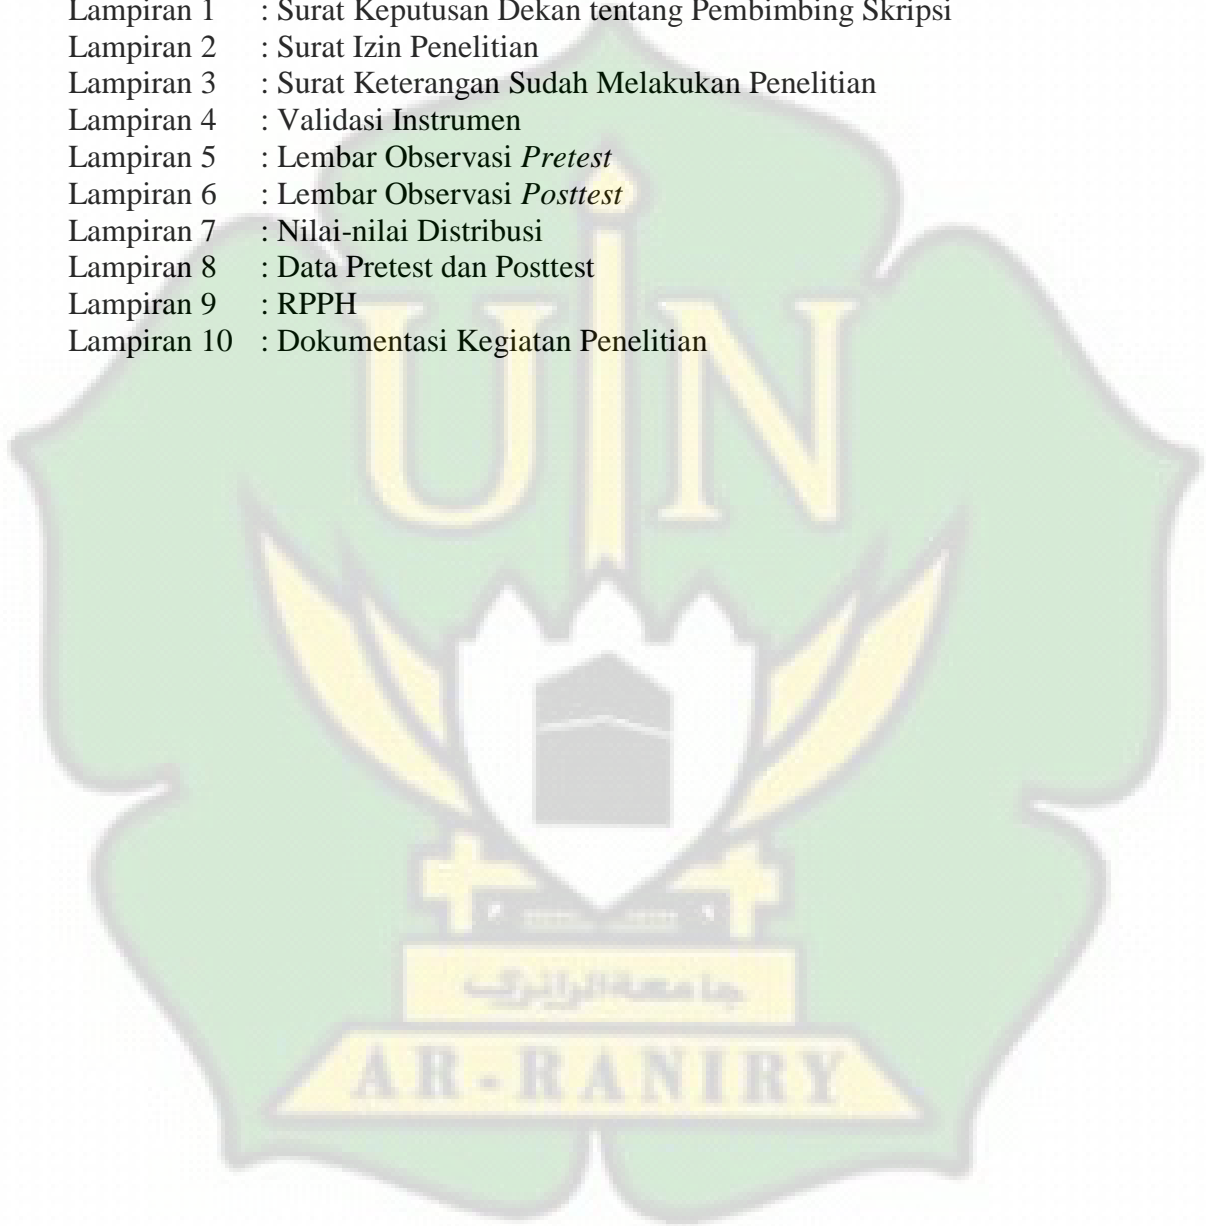 Lampiran 1 : Surat Keputusan Dekan tentang Pembimbing Skripsi
Lampiran 2 : Surat Izin Penelitian
Lampiran 3 : Surat Keterangan Sudah Melakukan Penelitian
Lampiran 4 : Validasi Instrumen
Lampiran 5 : Lembar Observasi Pretest
Lampiran 6 : Lembar Observasi Posttest
Lampiran 7 : Nilai-nilai Distribusi
Lampiran 8 : Data Pretest dan Posttest
Lampiran 9 : RPPH
Lampiran 10 : Dokumentasi Kegiatan Penelitian
UIN
جامعة الرانري
AR-RANIRY